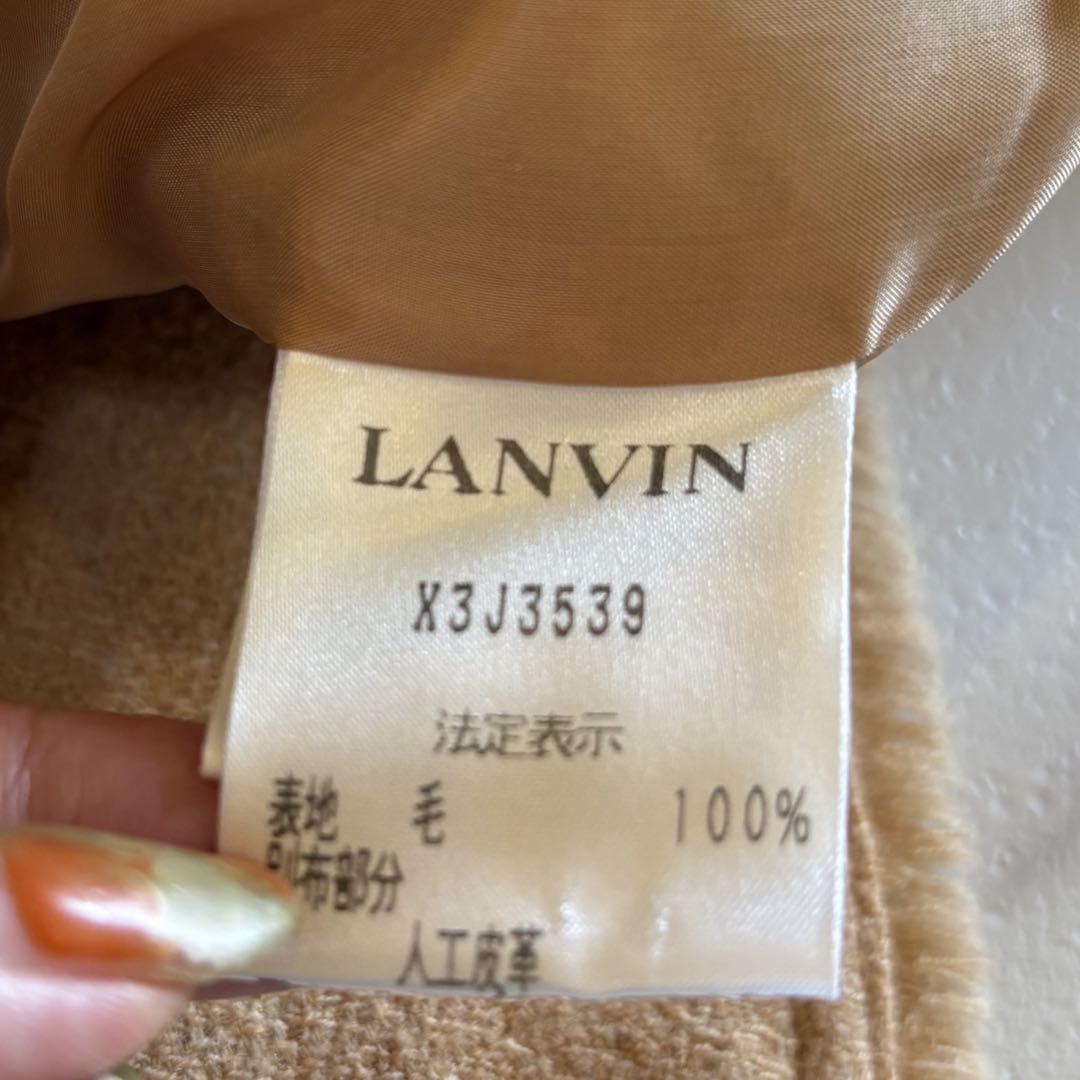 LANVIN
X3J3539
法定表示
表地 毛 100%
別布部分
人工皮革